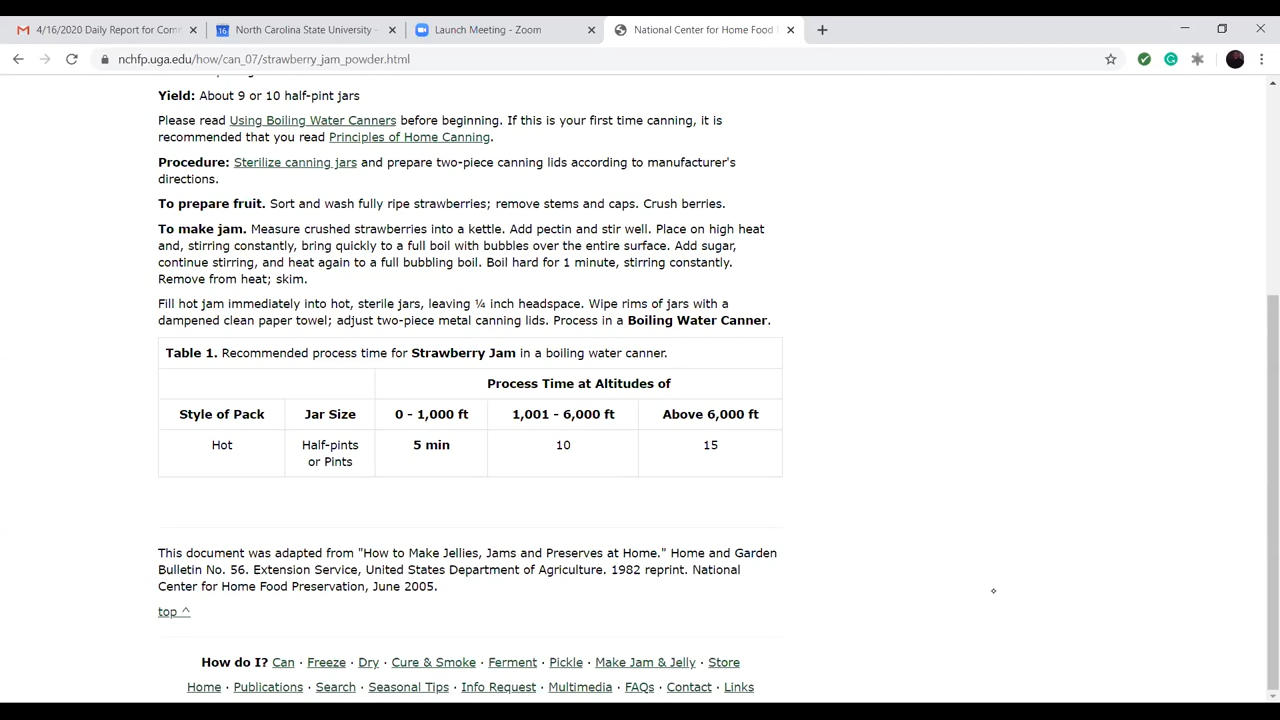 4/16/2020 Daily Report for Comm
North Carolina State University -
Launch Meeting - Zoom
National Center for Home Food
nchfp.uga.edu/how/can_07/strawberry_jam_powder.html
Yield: About 9 or 10 half-pint jars
Please read Using Boiling Water Canners before beginning. If this is your first time canning, it is
recommended that you read Principles of Home Canning.
Procedure: Sterilize canning jars and prepare two-piece canning lids according to manufacturer's
directions.
To prepare fruit. Sort and wash fully ripe strawberries; remove stems and caps. Crush berries.
To make jam. Measure crushed strawberries into a kettle. Add pectin and stir well. Place on high heat
and, stirring constantly, bring quickly to a full boil with bubbles over the entire surface. Add sugar,
continue stirring, and heat again to a full bubbling boil. Boil hard for 1 minute, stirring constantly.
Remove from heat; skim.
Fill hot jam immediately into hot, sterile jars, leaving ¼ inch headspace. Wipe rims of jars with a
dampened clean paper towel; adjust two-piece metal canning lids. Process in a Boiling Water Canner.
Table 1. Recommended process time for Strawberry Jam in a boiling water canner.
Process Time at Altitudes of
Style of Pack Jar Size 0 - 1,000 ft 1,001 - 6,000 ft Above 6,000 ft
Hot Half-pints 5 min 10 15
or Pints
This document was adapted from "How to Make Jellies, Jams and Preserves at Home." Home and Garden
Bulletin No. 56. Extension Service, United States Department of Agriculture. 1982 reprint. National
Center for Home Food Preservation, June 2005.
top ^
How do I? Can · Freeze · Dry · Cure & Smoke · Ferment · Pickle · Make Jam & Jelly · Store
Home · Publications · Search · Seasonal Tips · Info Request · Multimedia · FAQs · Contact · Links